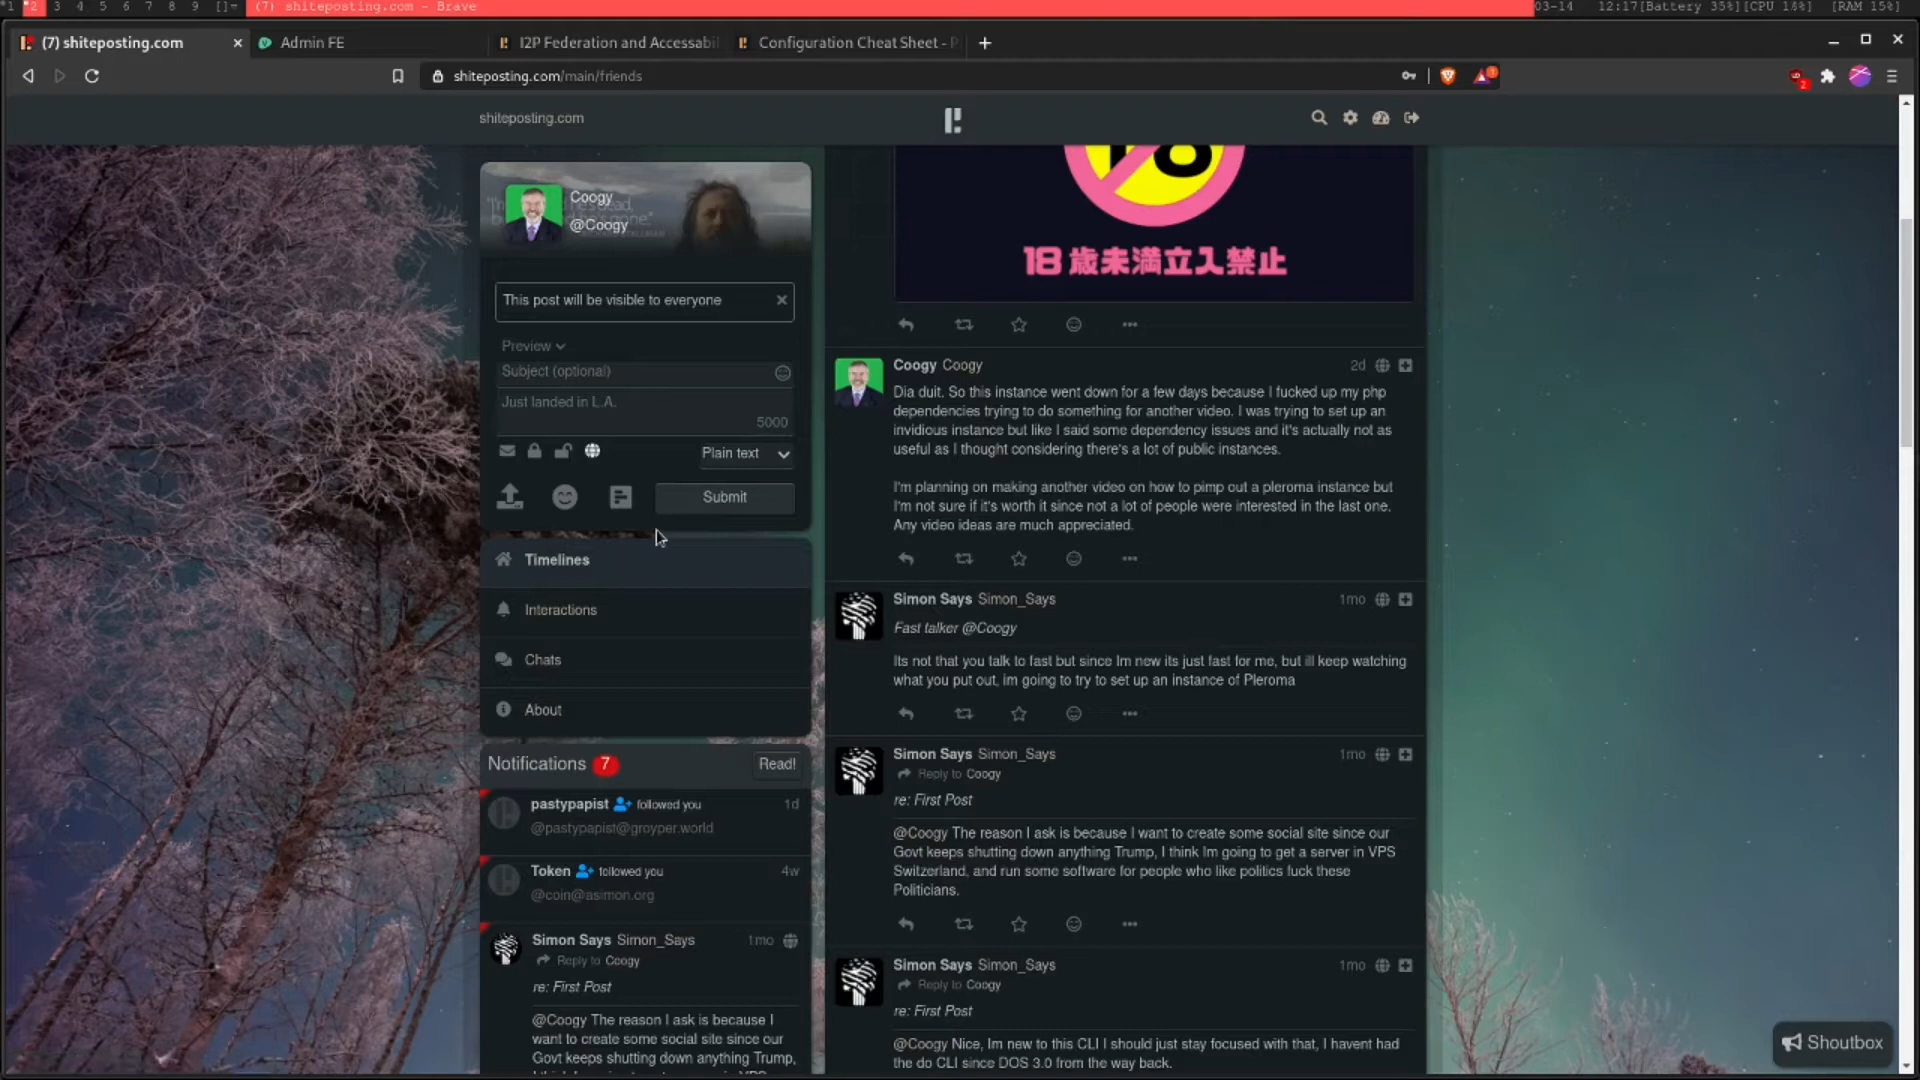 1 2 3 4 5 6 7 8 9 []= (7) shiteposting.com - Brave
03-14 12:17[Battery 35%][CPU 18%] [RAM 15%]
(7) shiteposting.com
Admin FE
I2P Federation and Accessabil
Configuration Cheat Sheet - P
shiteposting.com/main/friends
shiteposting.com
Coogy
@Coogy
This post will be visible to everyone
Preview
Subject (optional)
Just landed in L.A.
5000
Plain text
Submit
Timelines
Interactions
Chats
About
Notifications 7 Read!
pastypapist followed you 1d
@pastypapist@groyper.world
Token followed you 4w
@coin@asimon.org
Simon Says Simon_Says 1mo
Reply to Coogy
re: First Post
@Coogy The reason I ask is because I
want to create some social site since our
Govt keeps shutting down anything Trump,
18
18歳未満立入禁止
Coogy Coogy 2d
Dia duit. So this instance went down for a few days because I fucked up my php
dependencies trying to do something for another video. I was trying to set up an
invidious instance but like I said some dependency issues and it's actually not as
useful as I thought considering there's a lot of public instances.
I'm planning on making another video on how to pimp out a pleroma instance but
I'm not sure if it's worth it since not a lot of people were interested in the last one.
Any video ideas are much appreciated.
Simon Says Simon_Says 1mo
Fast talker @Coogy
Its not that you talk to fast but since Im new its just fast for me, but ill keep watching
what you put out, im going to try to set up an instance of Pleroma
Simon Says Simon_Says 1mo
Reply to Coogy
re: First Post
@Coogy The reason I ask is because I want to create some social site since our
Govt keeps shutting down anything Trump, I think Im going to get a server in VPS
Switzerland, and run some software for people who like politics fuck these
Politicians.
Simon Says Simon_Says 1mo
Reply to Coogy
re: First Post
@Coogy Nice, Im new to this CLI I should just stay focused with that, I havent had
the do CLI since DOS 3.0 from the way back.
Shoutbox